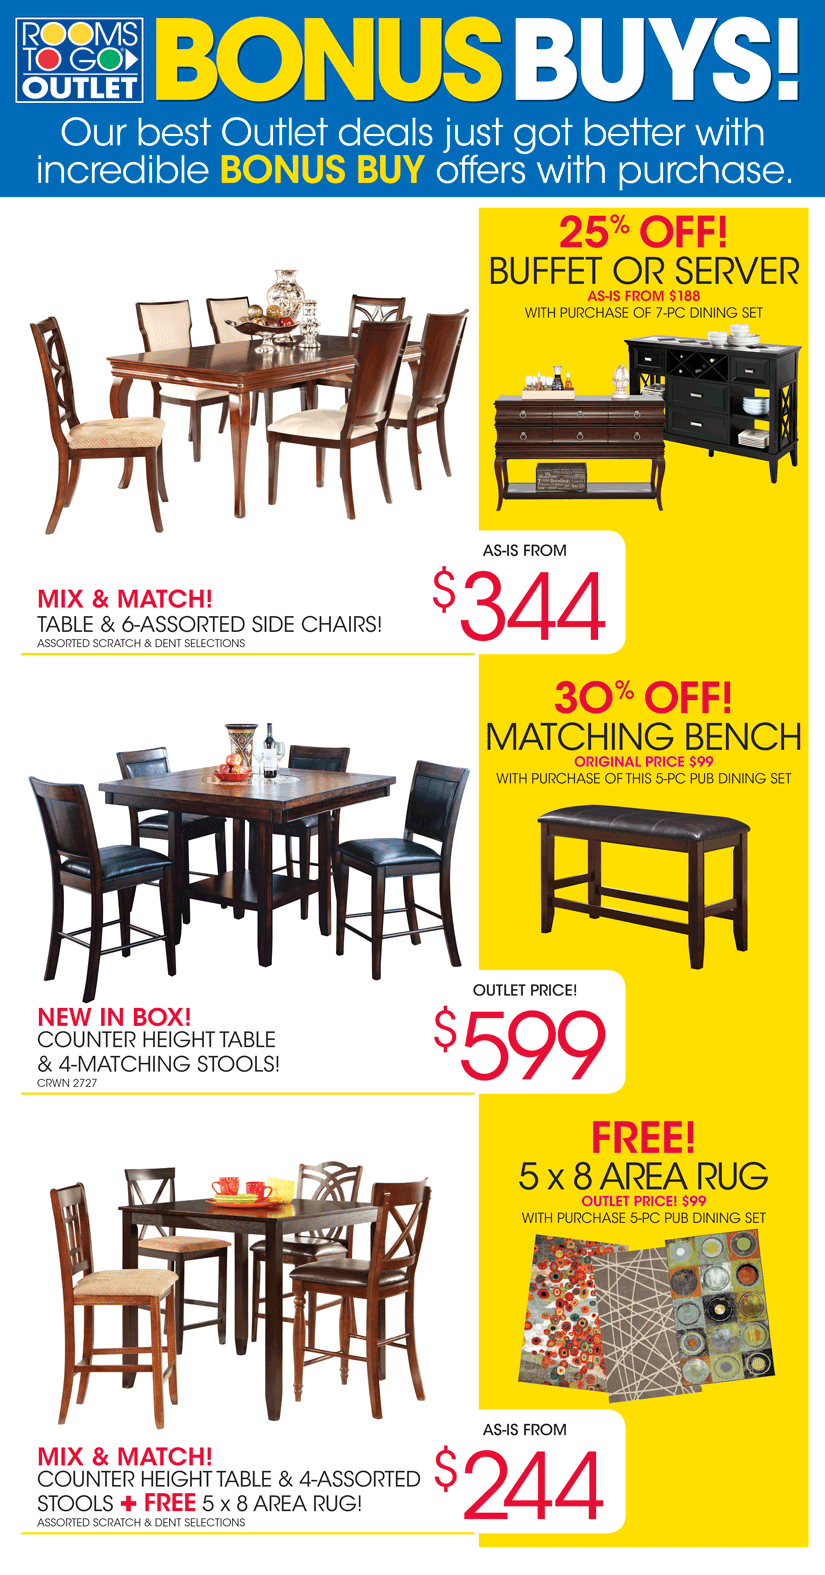 ROOMS
TO GO
OUTLET
BONUS BUYS!
Our best Outlet deals just got better with
incredible BONUS BUY offers with purchase.
25% OFF!
BUFFET OR SERVER
AS-IS FROM $188
WITH PURCHASE OF 7-PC DINING SET
MIX & MATCH!
TABLE & 6-ASSORTED SIDE CHAIRS!
ASSORTED SCRATCH & DENT SELECTIONS
AS-IS FROM
$344
30% OFF!
MATCHING BENCH
ORIGINAL PRICE $99
WITH PURCHASE OF THIS 5-PC PUB DINING SET
NEW IN BOX!
COUNTER HEIGHT TABLE
& 4-MATCHING STOOLS!
CRWN 2727
OUTLET PRICE!
$599
FREE!
5 x 8 AREA RUG
OUTLET PRICE! $99
WITH PURCHASE 5-PC PUB DINING SET
MIX & MATCH!
COUNTER HEIGHT TABLE & 4-ASSORTED
STOOLS + FREE 5 x 8 AREA RUG!
ASSORTED SCRATCH & DENT SELECTIONS
AS-IS FROM
$244